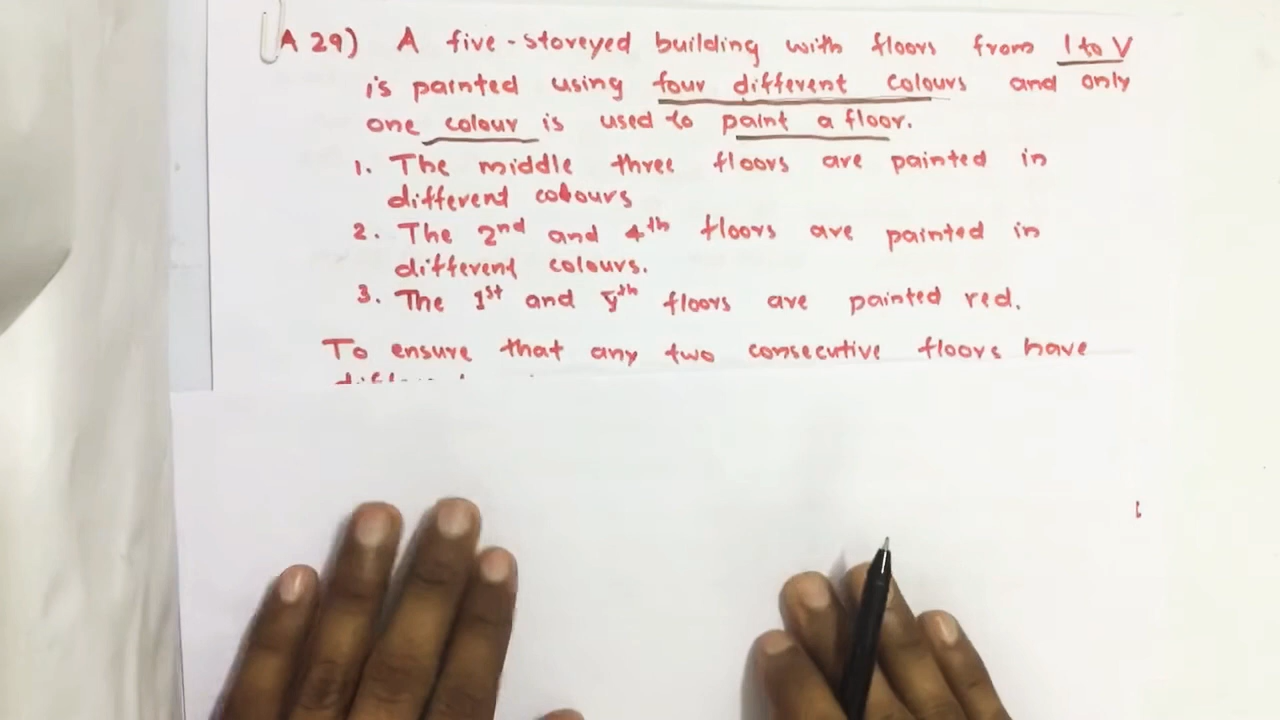 A 29) A five-storeyed building with floors from I to V
is painted using four different colours and only
one colour is used to paint a floor.
1. The middle three floors are painted in
different colours
2. The 2nd and 4th floors are painted in
different colours.
3. The 1st and 5th floors are painted red.
To ensure that any two consecutive floors have